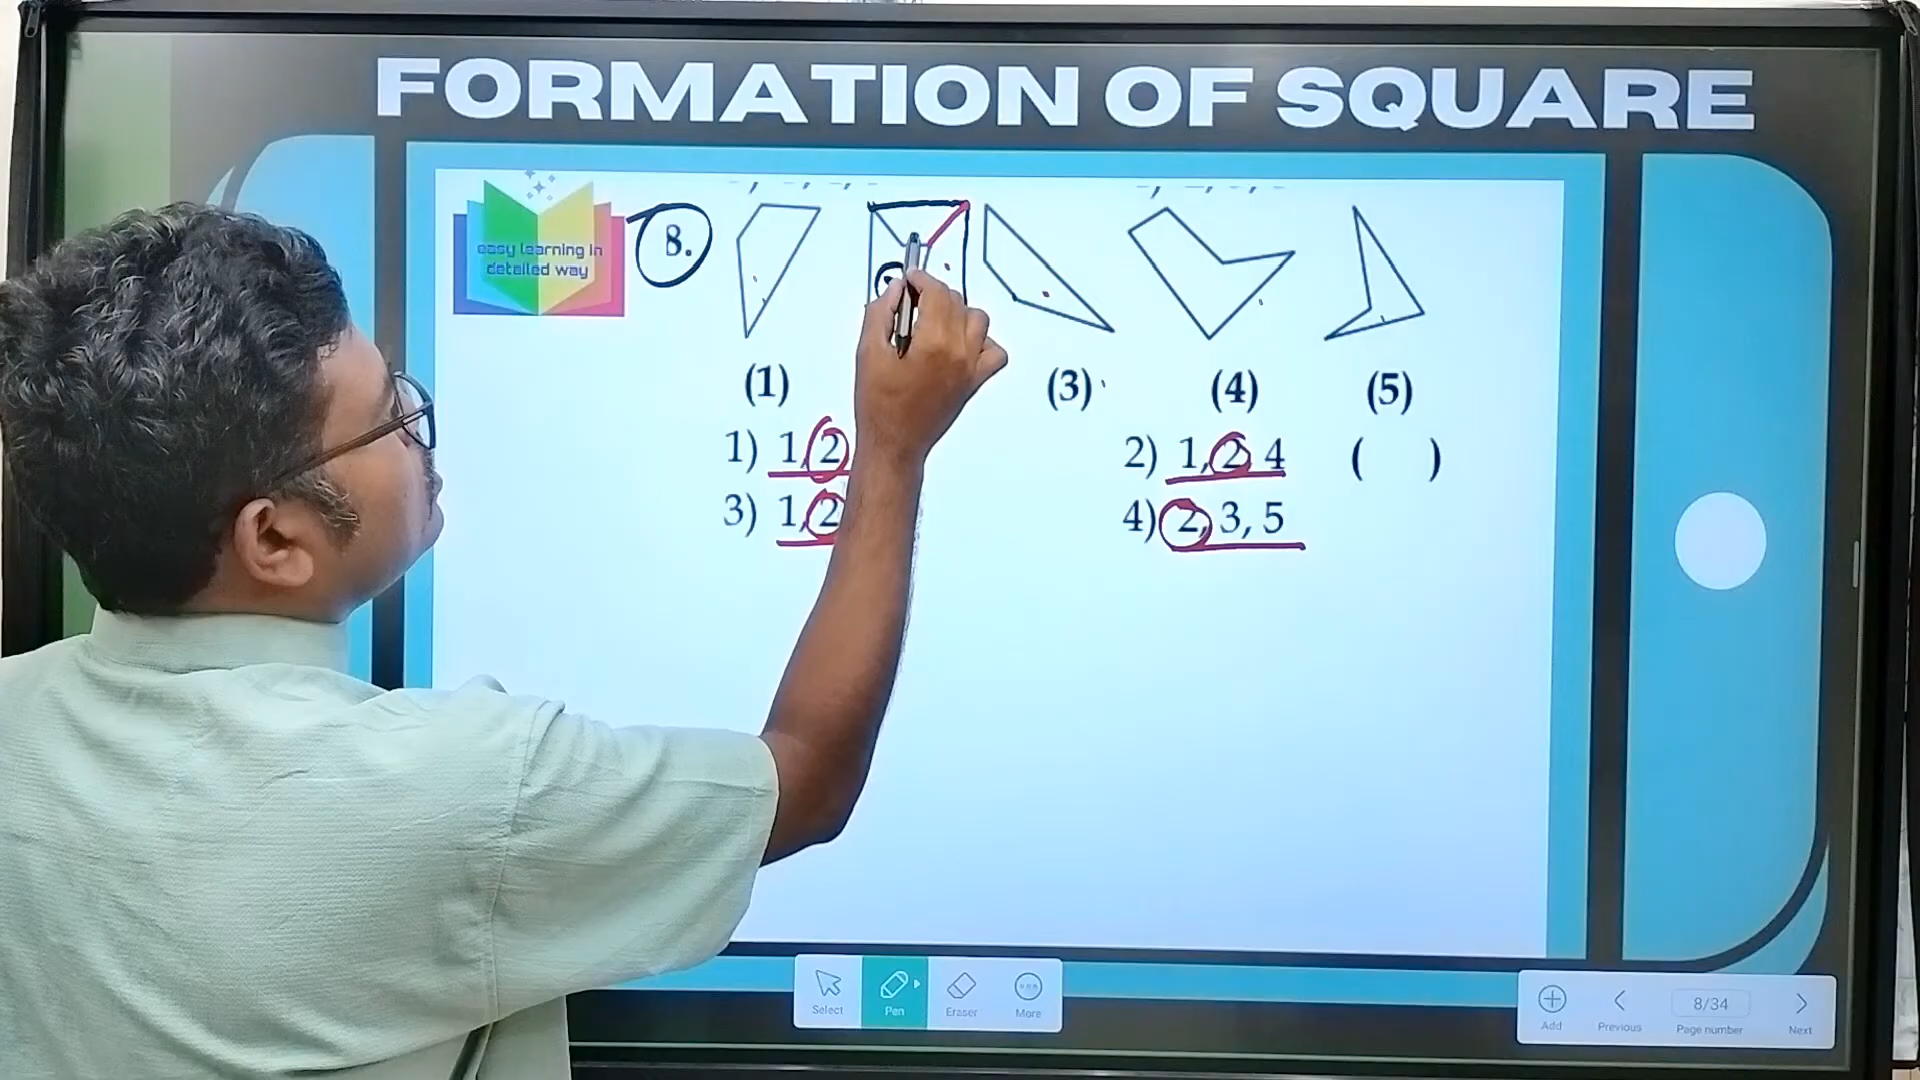 FORMATION OF SQUARE
easy learning in
detailed way
8.
(1) (3) (4) (5)
1) 1, 2 2) 1, 2, 4 ( )
3) 1, 2 4) 2, 3, 5
Select Pen Eraser More
Add Previous 8/34 Page number Next